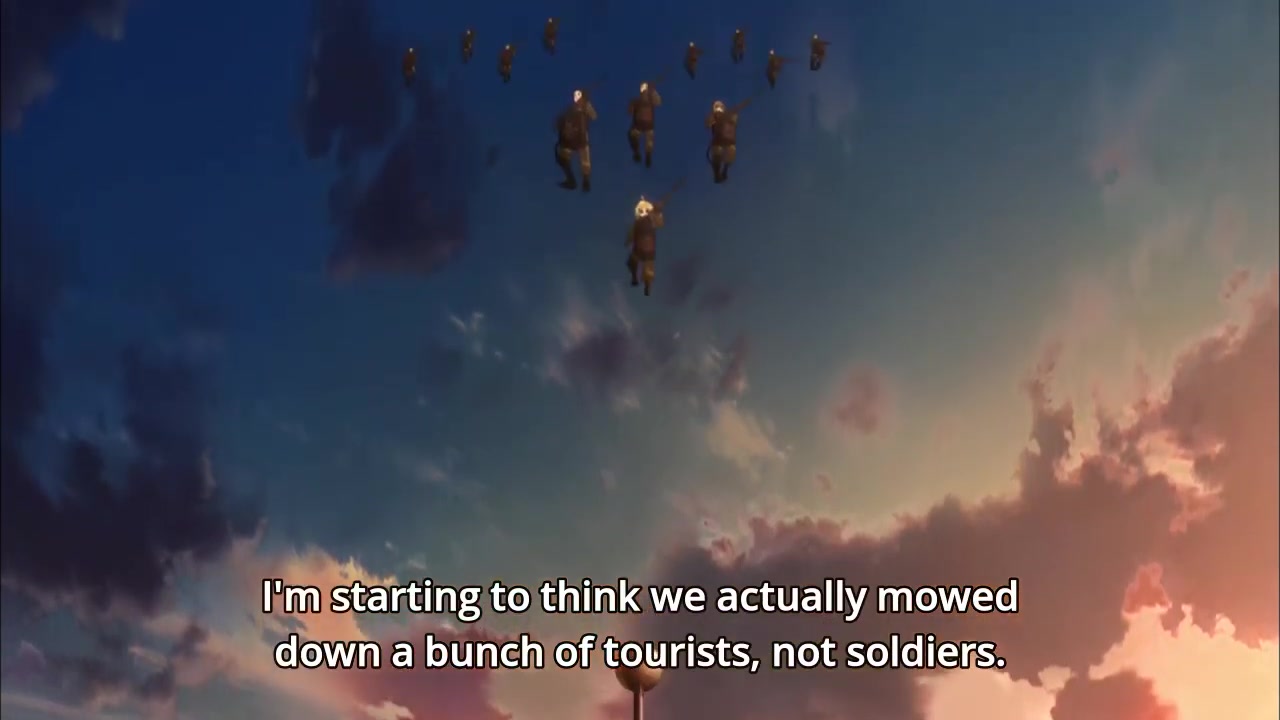 I'm starting to think we actually mowed
down a bunch of tourists, not soldiers.